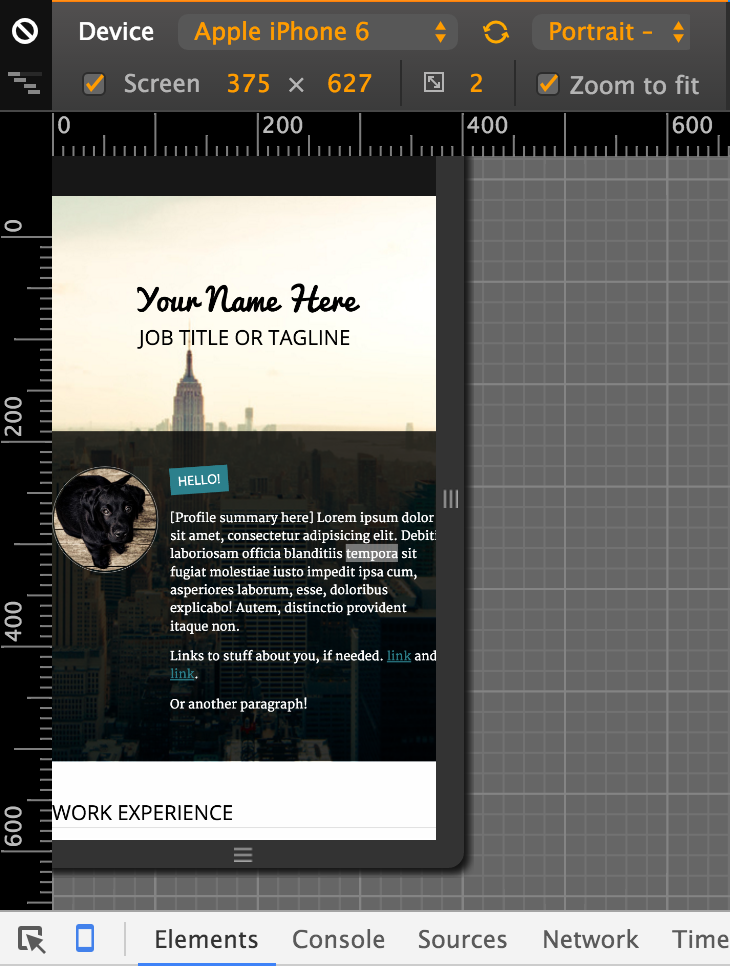 Device Apple iPhone 6 Portrait -
Screen 375 × 627 2 Zoom to fit
0 200 400 600
0
200
400
600
Your Name Here
JOB TITLE OR TAGLINE
HELLO!
[Profile summary here] Lorem ipsum dolor
sit amet, consectetur adipisicing elit. Debiti
laboriosam officia blanditiis tempora sit
fugiat molestiae iusto impedit ipsa cum,
asperiores laborum, esse, doloribus
explicabo! Autem, distinctio provident
itaque non.
Links to stuff about you, if needed. link and
link.
Or another paragraph!
WORK EXPERIENCE
Elements Console Sources Network Time